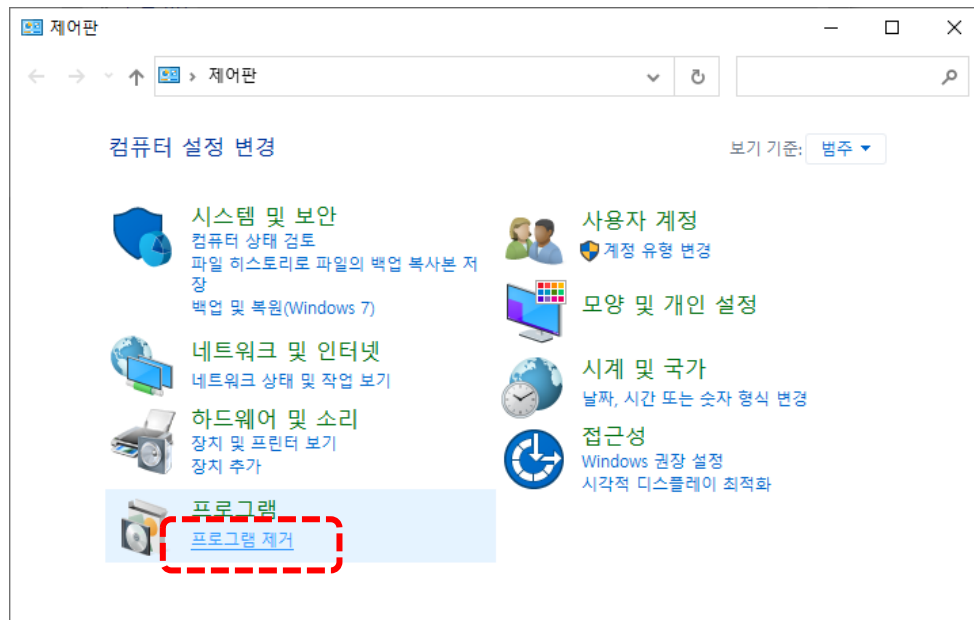 제어판
제어판
컴퓨터 설정 변경
보기 기준: 범주
시스템 및 보안
컴퓨터 상태 검토
파일 히스토리로 파일의 백업 복사본 저
장
백업 및 복원(Windows 7)
네트워크 및 인터넷
네트워크 상태 및 작업 보기
하드웨어 및 소리
장치 및 프린터 보기
장치 추가
프로그램
프로그램 제거
사용자 계정
계정 유형 변경
모양 및 개인 설정
시계 및 국가
날짜, 시간 또는 숫자 형식 변경
접근성
Windows 권장 설정
시각적 디스플레이 최적화